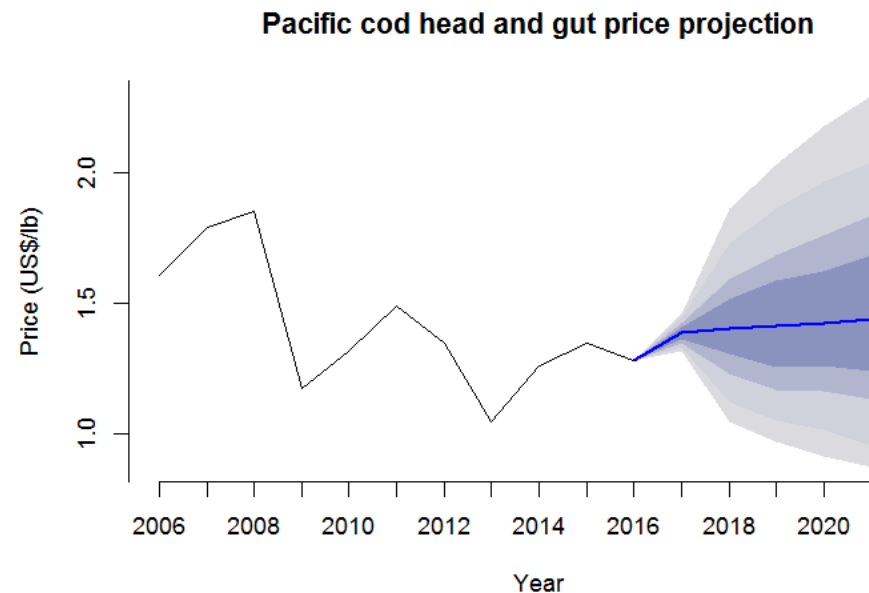 Pacific cod head and gut price projection
Price (US$/lb)
2.0
1.5
1.0
2006 2008 2010 2012 2014 2016 2018 2020
Year